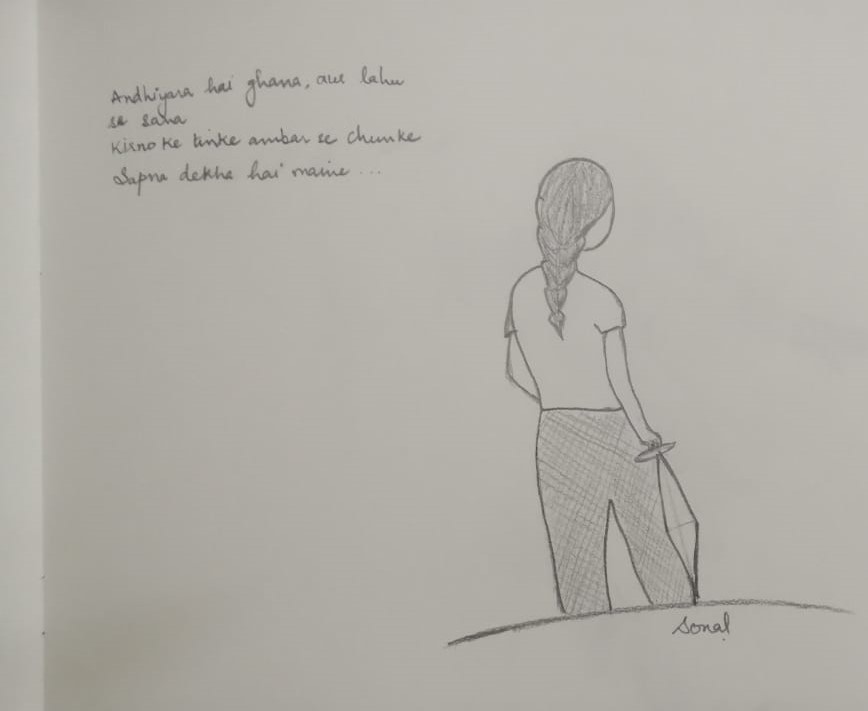 Andhiyara hai ghana, aur lahu
se sana
Kirno ke tinke ambar se chunke
Sapna dekha hai maine ...
Sonal